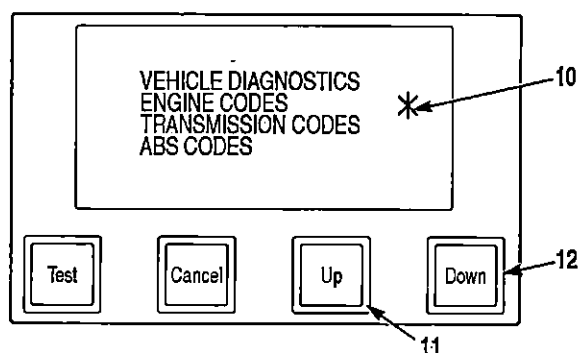 VEHICLE DIAGNOSTICS
ENGINE CODES
TRANSMISSION CODES
ABS CODES
10
Test
Cancel
Up
Down
12
11